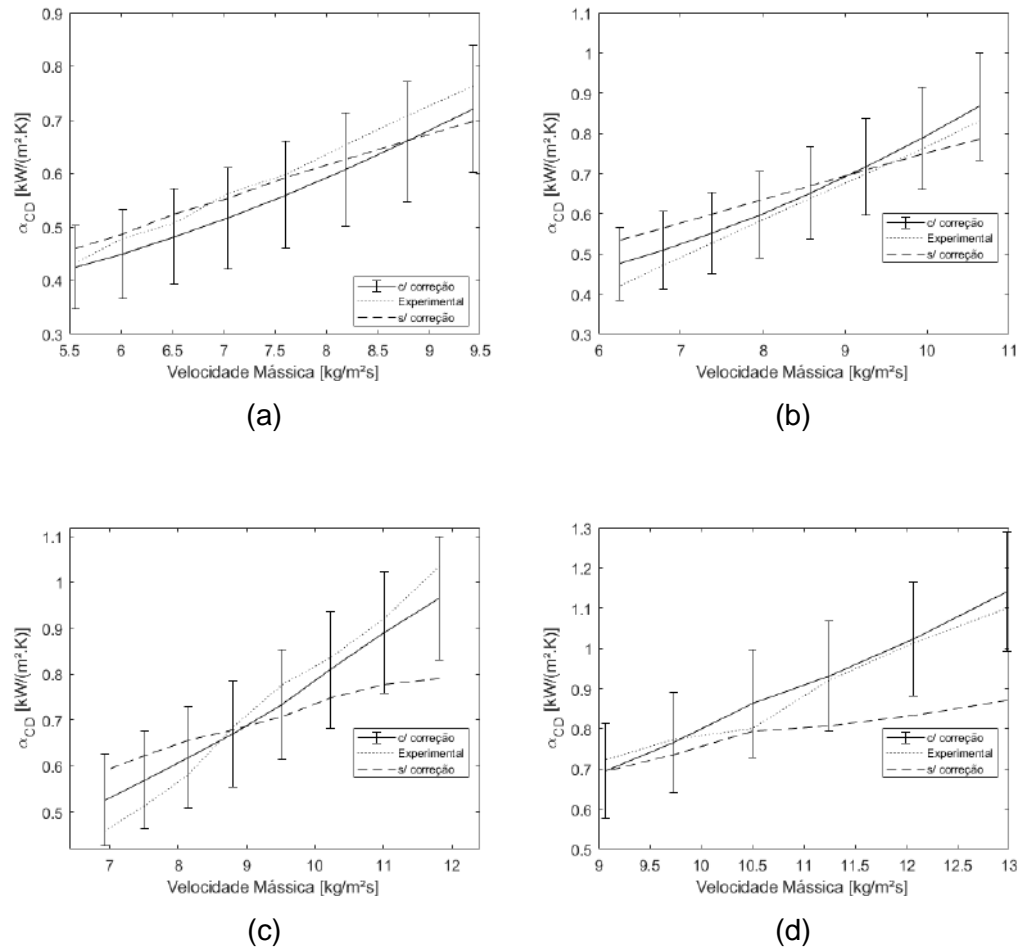 0.9
0.8
0.7
0.6
0.5
0.4
0.3
α_CD [kW/(m².K)]
c/ correção
Experimental
s/ correção
5.5 6 6.5 7 7.5 8 8.5 9 9.5
Velocidade Mássica [kg/m²s]
(a)
1.1
1
0.9
0.8
0.7
0.6
0.5
0.4
0.3
α_CD [kW/(m².K)]
c/ correção
Experimental
s/ correção
6 7 8 9 10 11
Velocidade Mássica [kg/m²s]
(b)
1.1
1
0.9
0.8
0.7
0.6
0.5
α_CD [kW/(m².K)]
c/ correção
Experimental
s/ correção
7 8 9 10 11 12
Velocidade Mássica [kg/m²s]
(c)
1.3
1.2
1.1
1
0.9
0.8
0.7
0.6
0.5
α_CD [kW/(m².K)]
c/ correção
Experimental
s/ correção
9 9.5 10 10.5 11 11.5 12 12.5 13
Velocidade Mássica [kg/m²s]
(d)